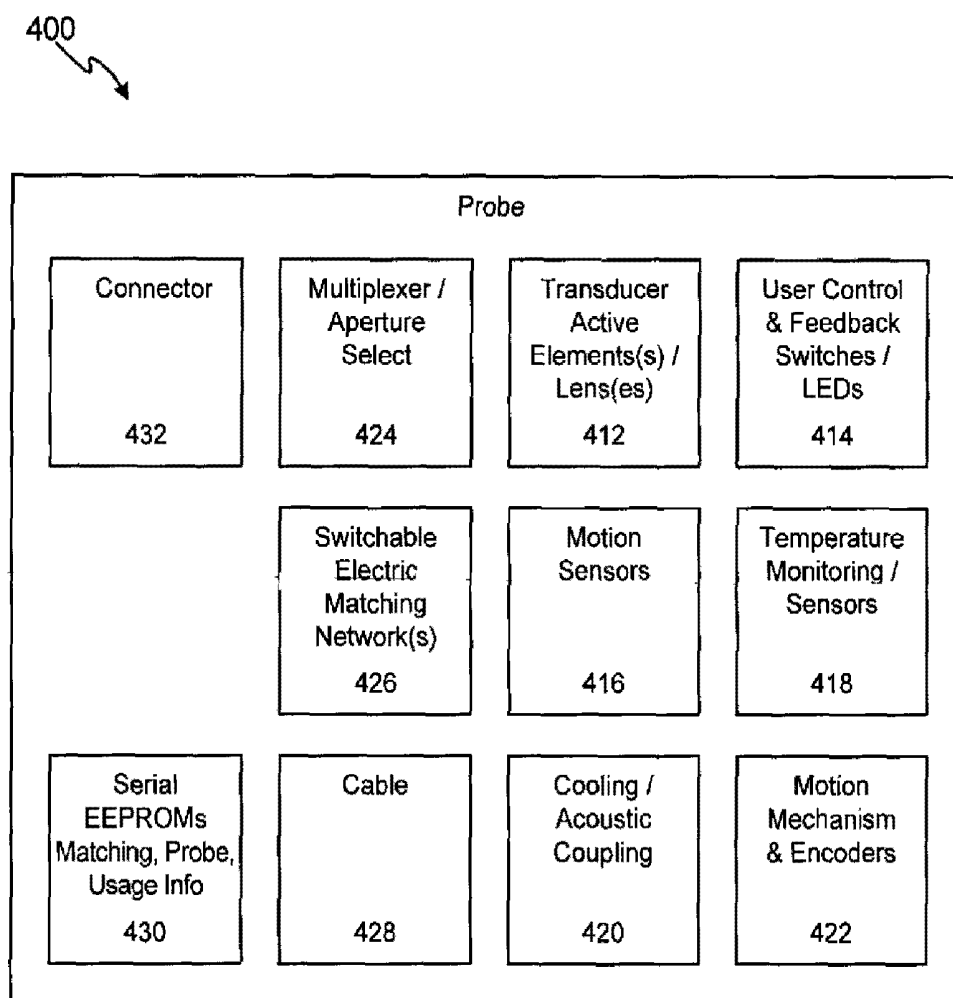 400
Probe
Connector
432
Multiplexer /
Aperture
Select
424
Transducer
Active
Elements(s) /
Lens(es)
412
User Control
& Feedback
Switches /
LEDs
414
Switchable
Electric
Matching
Network(s)
426
Motion
Sensors
416
Temperature
Monitoring /
Sensors
418
Serial
EEPROMs
Matching, Probe,
Usage Info
430
Cable
428
Cooling /
Acoustic
Coupling
420
Motion
Mechanism
& Encoders
422